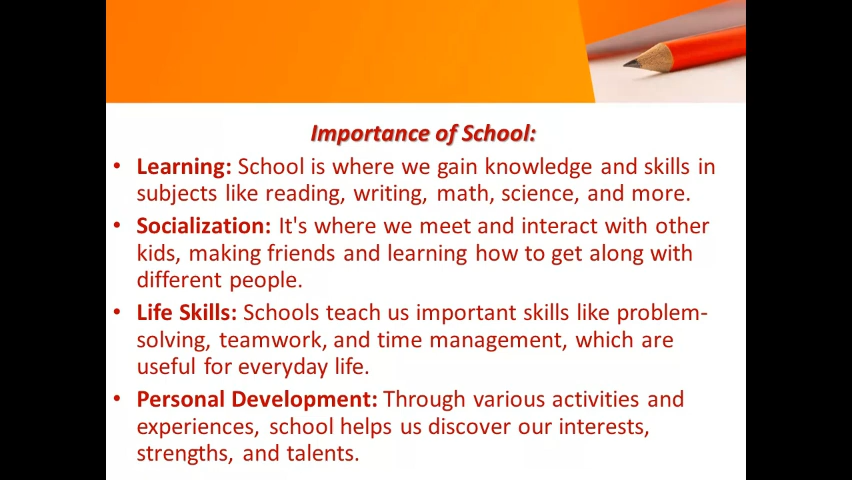 Importance of School:
• Learning: School is where we gain knowledge and skills in
subjects like reading, writing, math, science, and more.
• Socialization: It's where we meet and interact with other
kids, making friends and learning how to get along with
different people.
• Life Skills: Schools teach us important skills like problem-
solving, teamwork, and time management, which are
useful for everyday life.
• Personal Development: Through various activities and
experiences, school helps us discover our interests,
strengths, and talents.